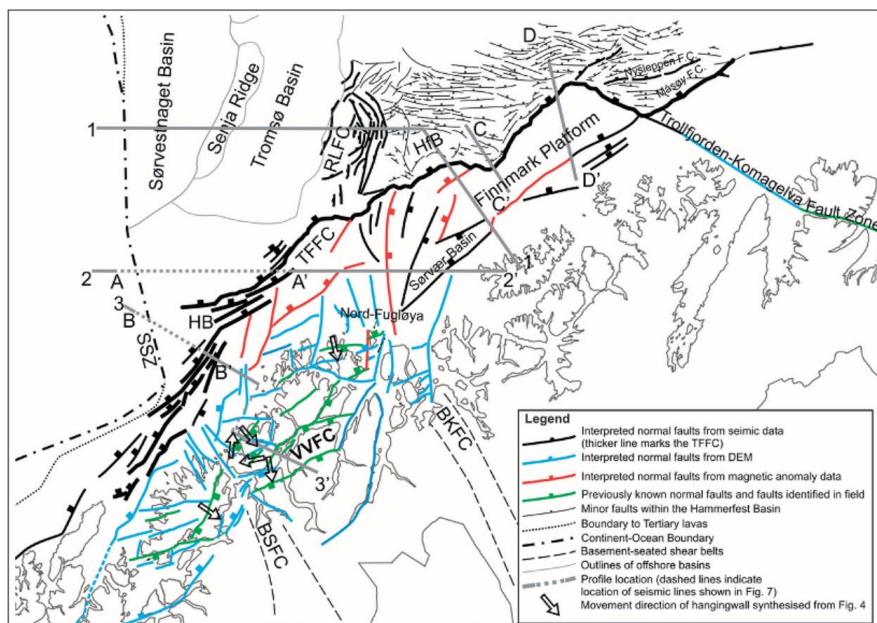 D
Nysleppen F.C.
Måsøy F.C.
Sørvestnaget Basin
Senja Ridge
Tromsø Basin
1
RLFC
HfB
C
Finnmark Platform
Trollfjorden-Komagelva Fault Zone
D'
C'
TFFC
Sørvær Basin
1'
2
A
A'
2'
3
B
HB
Nord-Fugløya
SSZ
B'
VVFC
BKFC
3'
BSFC
Legend
Interpreted normal faults from seimic data
(thicker line marks the TFFC)
Interpreted normal faults from DEM
Interpreted normal faults from magnetic anomaly data
Previously known normal faults and faults identified in field
Minor faults within the Hammerfest Basin
Boundary to Tertiary lavas
Continent-Ocean Boundary
Basement-seated shear belts
Outlines of offshore basins
Profile location (dashed lines indicate
location of seismic lines shown in Fig. 7)
Movement direction of hangingwall synthesised from Fig. 4